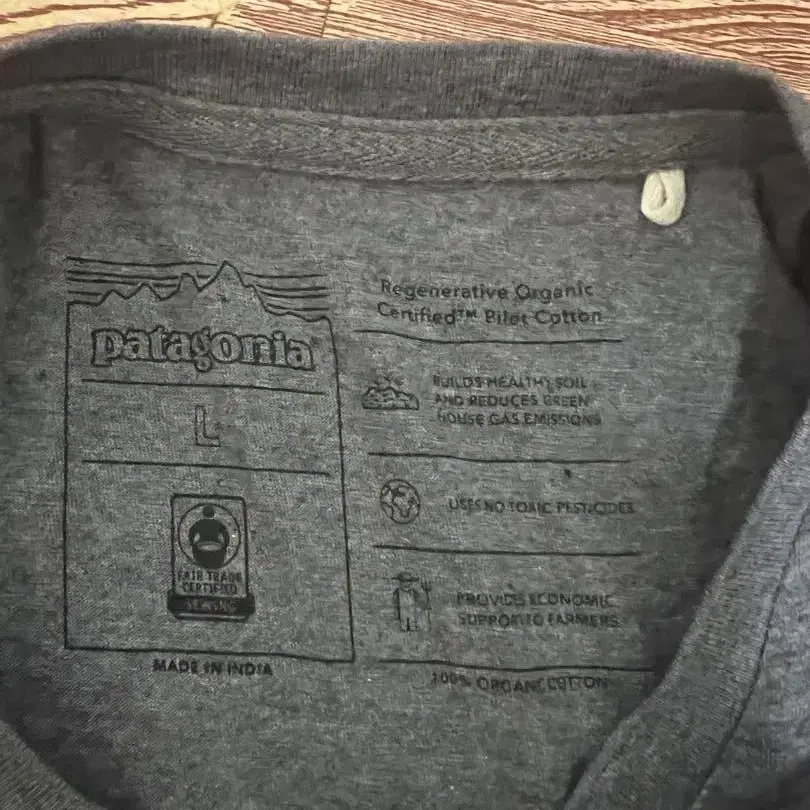 patagonia®
L
FAIR TRADE
CERTIFIED
SEWING
MADE IN INDIA
Regenerative Organic
Certified™ Pilot Cotton
BUILDS HEALTHY SOIL
AND REDUCES GREEN
HOUSE GAS EMISSIONS
USES NO TOXIC PESTICIDES
PROVIDES ECONOMIC
SUPPORT TO FARMERS
100% ORGANIC COTTON